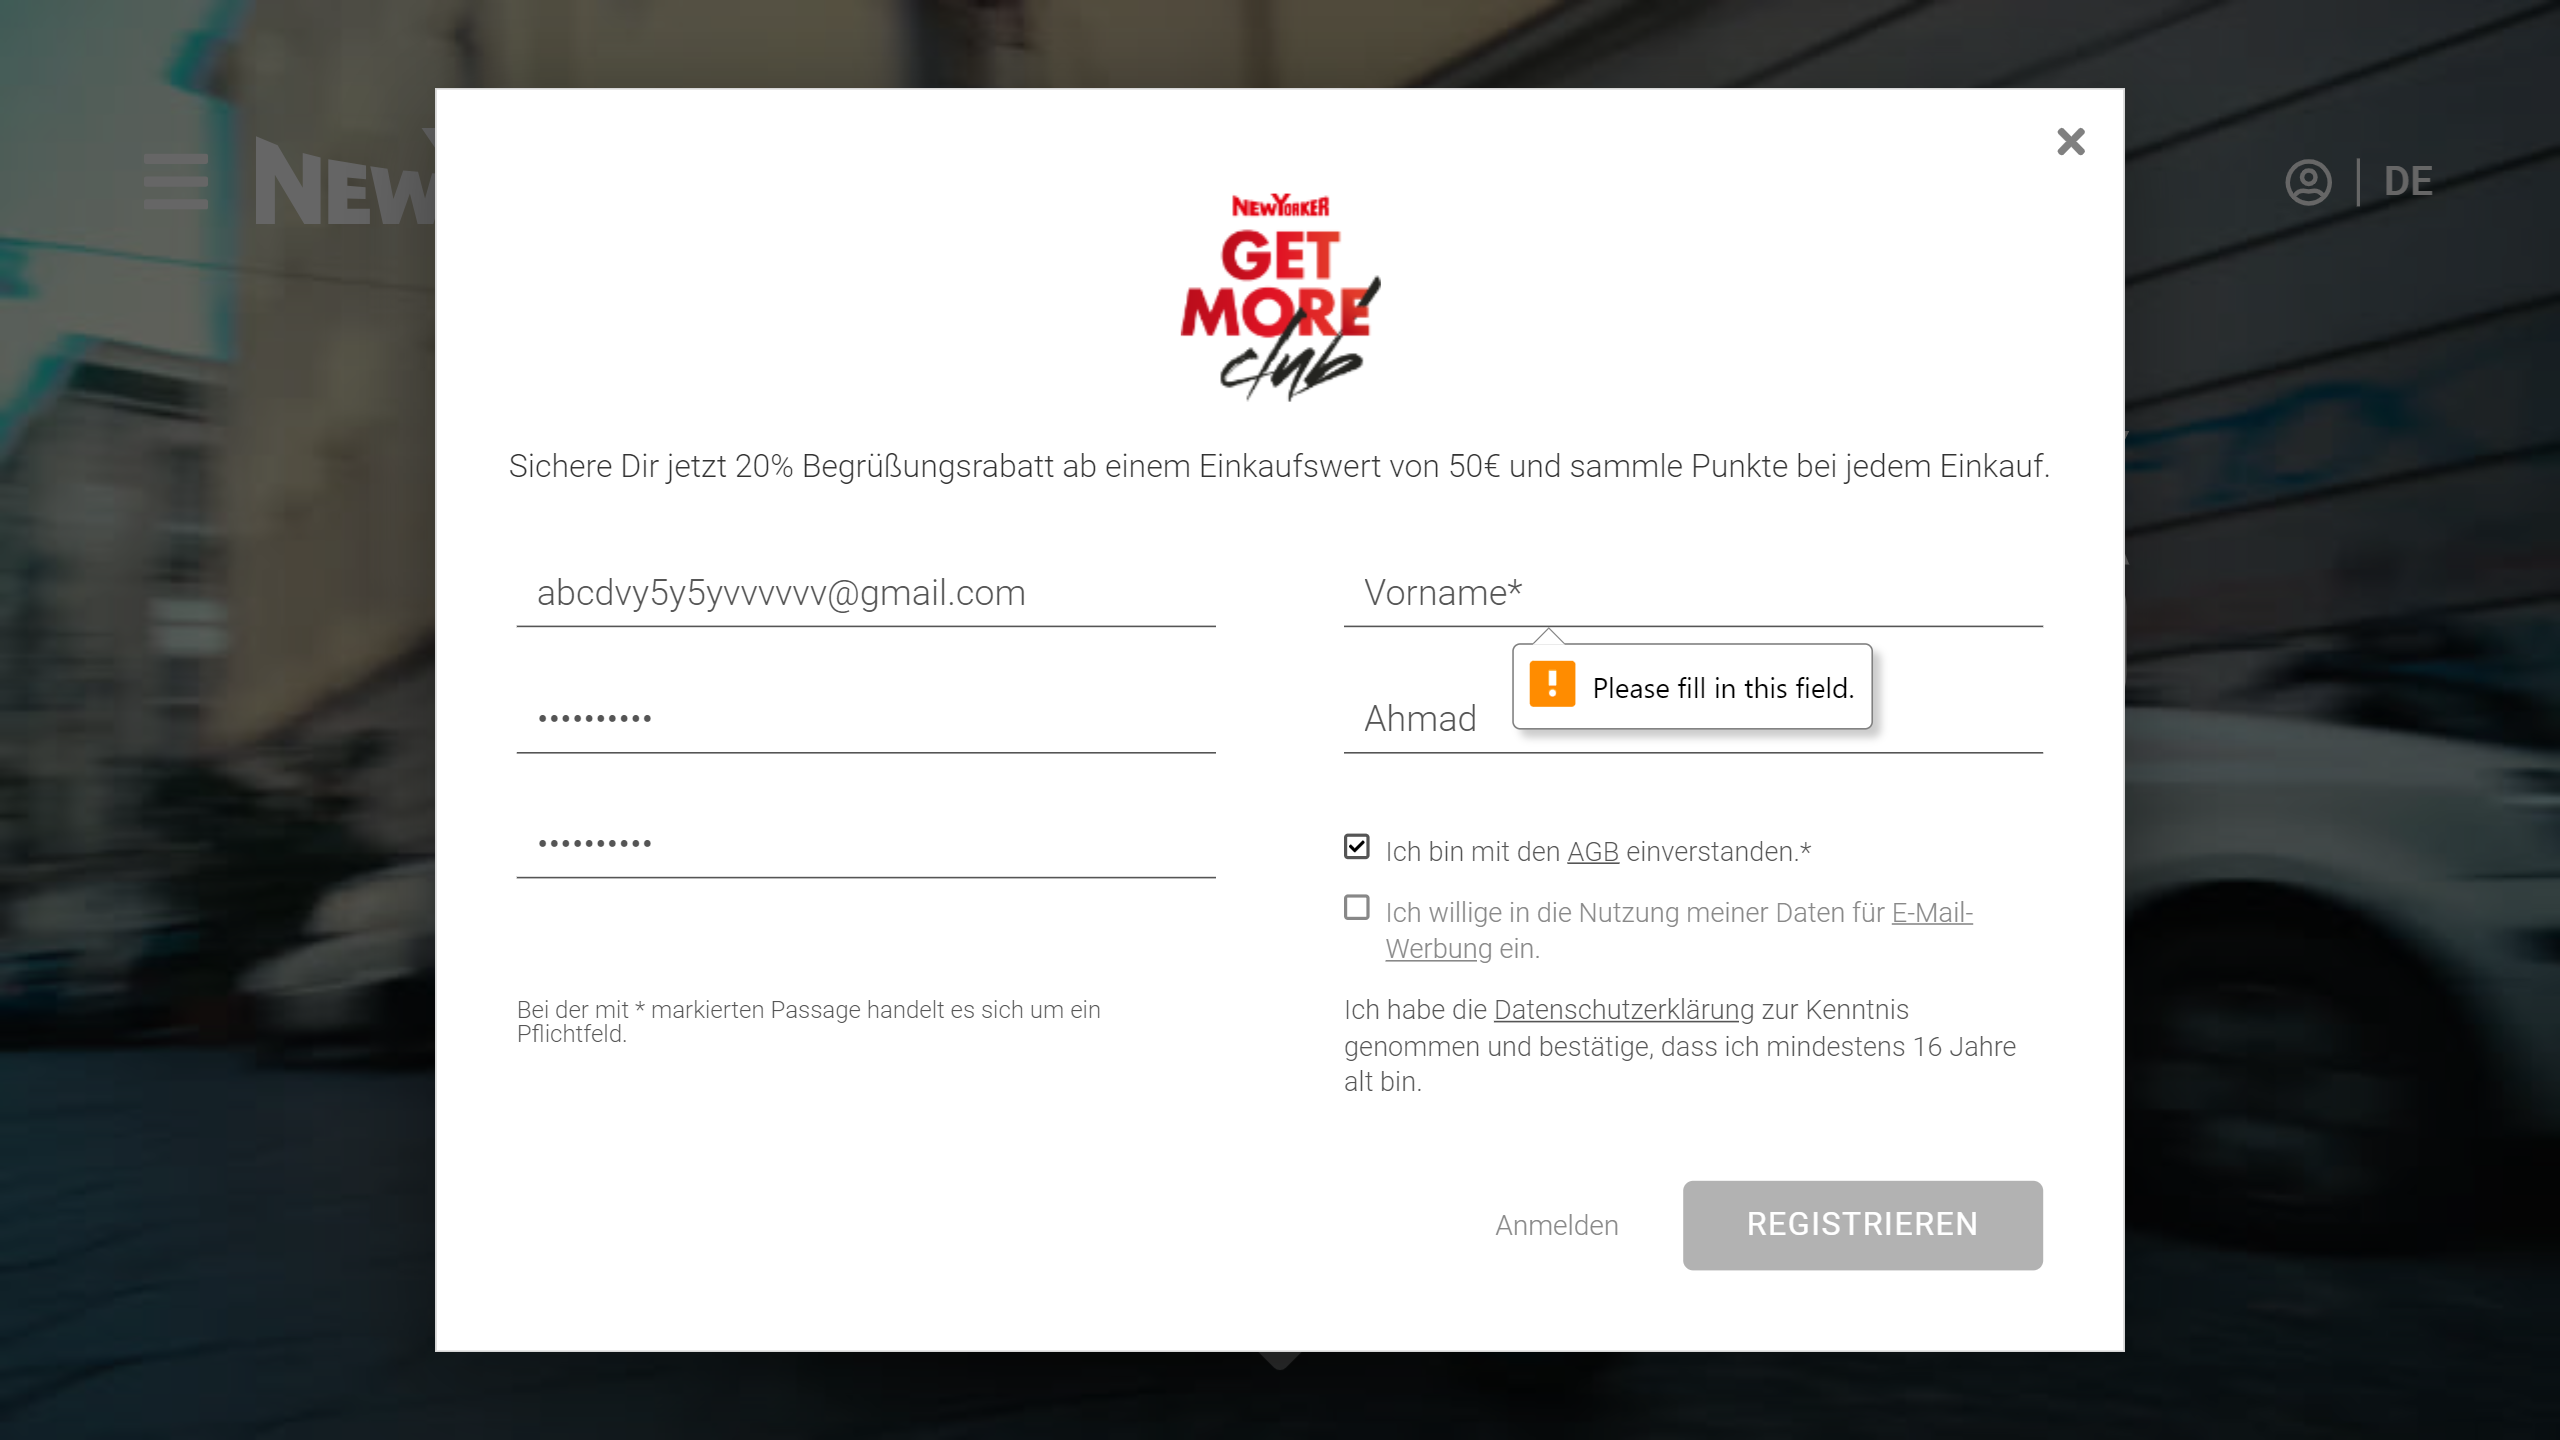 NEW
DE
NEWYORKER
GET
MORE
club
Sichere Dir jetzt 20% Begrüßungsrabatt ab einem Einkaufswert von 50€ und sammle Punkte bei jedem Einkauf.
abcdvy5y5yvvvvvv@gmail.com
••••••••••
••••••••••
Bei der mit * markierten Passage handelt es sich um ein
Pflichtfeld.
Vorname*
Please fill in this field.
Ahmad
Ich bin mit den AGB einverstanden.*
Ich willige in die Nutzung meiner Daten für E-Mail-
Werbung ein.
Ich habe die Datenschutzerklärung zur Kenntnis
genommen und bestätige, dass ich mindestens 16 Jahre
alt bin.
Anmelden
REGISTRIEREN